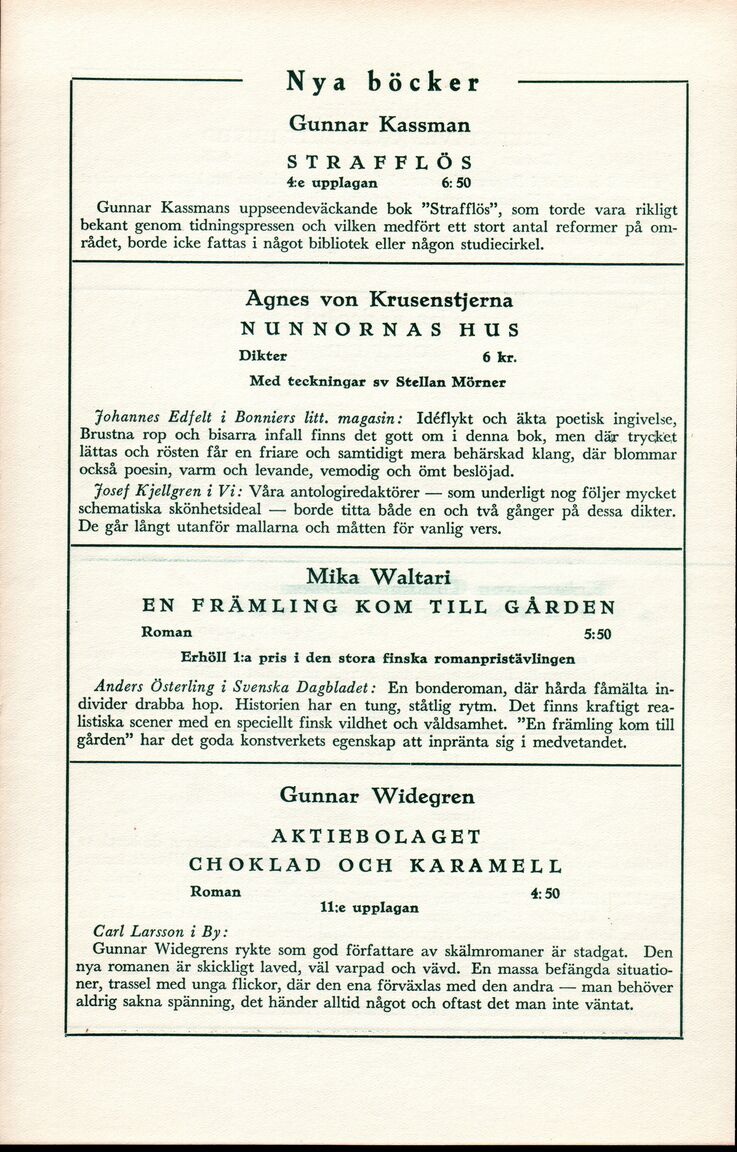 Nya böcker
Gunnar Kassman
STRAFFLÖS
4:e upplagan 6:50
Gunnar Kassmans uppseendeväckande bok ”Strafflös”, som torde vara rikligt
bekant genom tidningspressen och vilken medfört ett stort antal reformer på om-
rådet, borde icke fattas i något bibliotek eller någon studiecirkel.
Agnes von Krusenstjerna
NUNNORNAS HUS
Dikter 6 kr.
Med teckningar sv Stellan Mörner
Johannes Edfelt i Bonniers litt. magasin: Idéflykt och äkta poetisk ingivelse,
Brustna rop och bisarra infall finns det gott om i denna bok, men där trycket
lättas och rösten får en friare och samtidigt mera behärskad klang, där blommar
också poesin, varm och levande, vemodig och ömt beslöjad.
Josef Kjellgren i Vi: Våra antologiredaktörer — som underligt nog följer mycket
schematiska skönhetsideal — borde titta både en och två gånger på dessa dikter.
De går långt utanför mallarna och måtten för vanlig vers.
Mika Waltari
EN FRÄMLING KOM TILL GÅRDEN
Roman 5:50
Erhöll 1:a pris i den stora finska romanpristävlingen
Anders Österling i Svenska Dagbladet: En bonderoman, där hårda fåmälta in-
divider drabba hop. Historien har en tung, ståtlig rytm. Det finns kraftigt rea-
listiska scener med en speciellt finsk vildhet och våldsamhet. ”En främling kom till
gården” har det goda konstverkets egenskap att inpränta sig i medvetandet.
Gunnar Widegren
AKTIEBOLAGET
CHOKLAD OCH KARAMELL
Roman 4:50
11:e upplagan
Carl Larsson i By:
Gunnar Widegrens rykte som god författare av skälmromaner är stadgat. Den
nya romanen är skickligt laved, väl varpad och vävd. En massa befängda situatio-
ner, trassel med unga flickor, där den ena förväxlas med den andra — man behöver
aldrig sakna spänning, det händer alltid något och oftast det man inte väntat.